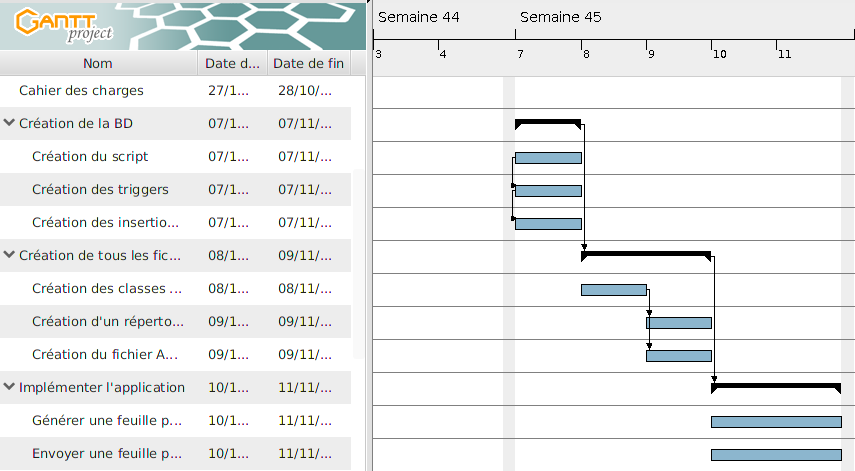 GANTT project
Semaine 44 Semaine 45
3 4 7 8 9 10 11
Nom Date d... Date de fin
Cahier des charges 27/1... 28/10/...
Création de la BD 07/1... 07/11/...
Création du script 07/1... 07/11/...
Création des triggers 07/1... 07/11/...
Création des insertio... 07/1... 07/11/...
Création de tous les fic... 08/1... 09/11/...
Création des classes ... 08/1... 08/11/...
Création d'un réperto... 09/1... 09/11/...
Création du fichier A... 09/1... 09/11/...
Implémenter l'application 10/1... 11/11/...
Générer une feuille p... 10/1... 11/11/...
Envoyer une feuille p... 10/1... 11/11/...